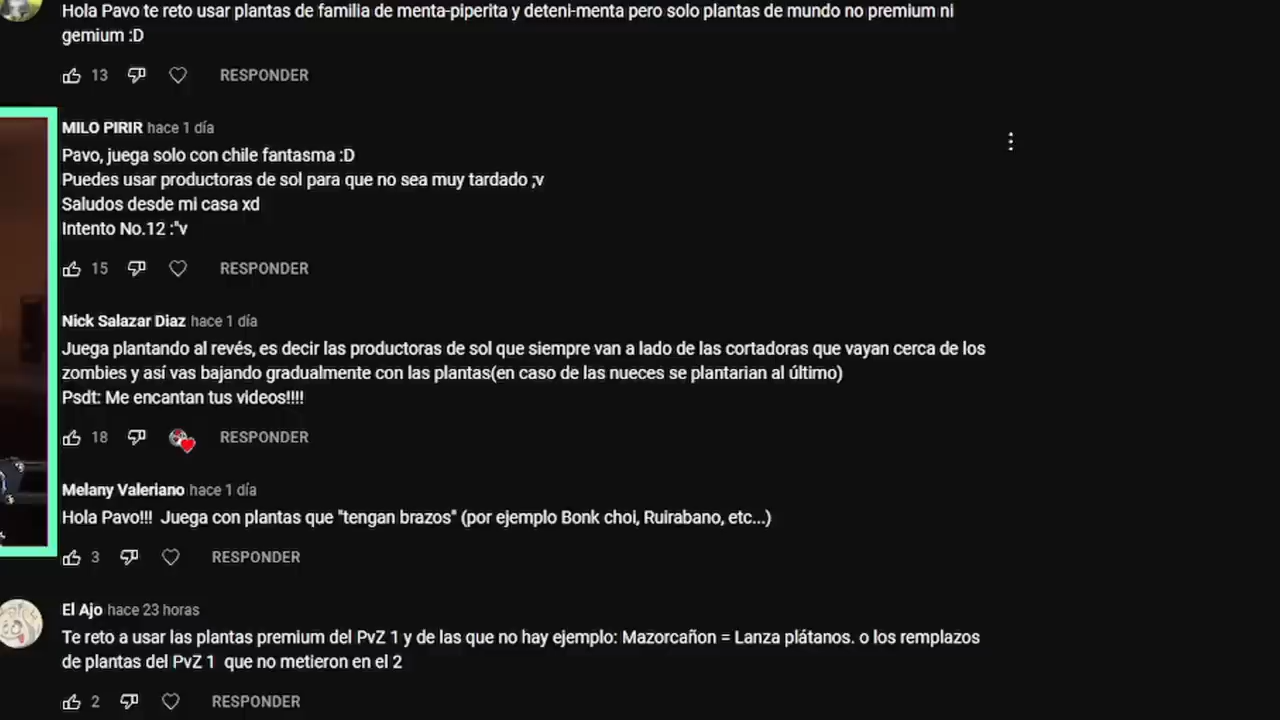 Hola Pavo te reto usar plantas de familia de menta-piperita y deteni-menta pero solo plantas de mundo no premium ni
gemium :D
13 RESPONDER
MILO PIRIR hace 1 día
Pavo, juega solo con chile fantasma :D
Puedes usar productoras de sol para que no sea muy tardado ;v
Saludos desde mi casa xd
Intento No.12 :"v
15 RESPONDER
Nick Salazar Diaz hace 1 día
Juega plantando al revés, es decir las productoras de sol que siempre van a lado de las cortadoras que vayan cerca de los
zombies y así vas bajando gradualmente con las plantas(en caso de las nueces se plantarian al último)
Psdt: Me encantan tus videos!!!!
18 RESPONDER
Melany Valeriano hace 1 día
Hola Pavo!!! Juega con plantas que "tengan brazos" (por ejemplo Bonk choi, Ruirabano, etc...)
3 RESPONDER
El Ajo hace 23 horas
Te reto a usar las plantas premium del PvZ 1 y de las que no hay ejemplo: Mazorcañon = Lanza plátanos. o los remplazos
de plantas del PvZ 1 que no metieron en el 2
2 RESPONDER